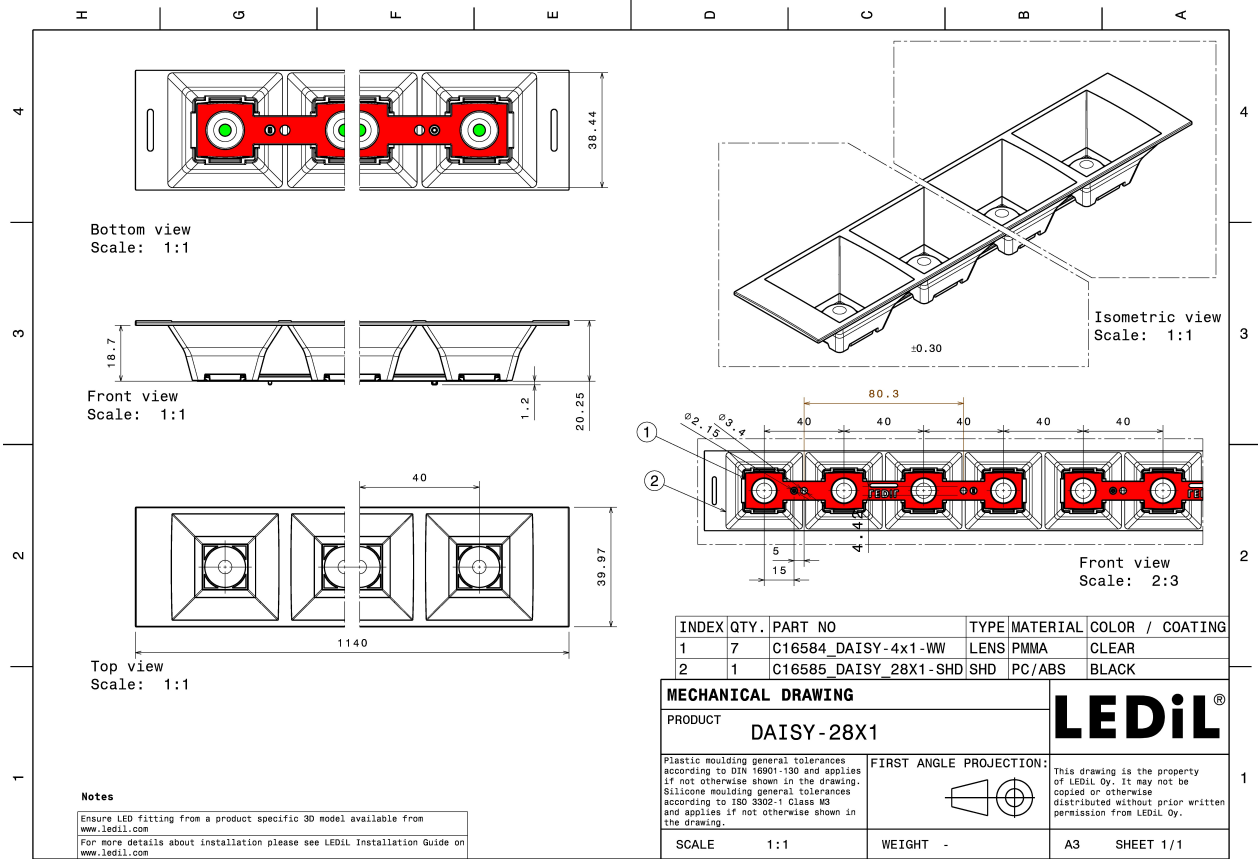 H G F E D C B A
4
4
38.44
Bottom view
Scale: 1:1
3
3
18.7
1.2
20.25
Front view
Scale: 1:1
Isometric view
Scale: 1:1
±0.30
80.3
40 40 40 40 40
ø2.15
ø3.4
1
2
LEDiL
4.42
5
15
Front view
Scale: 2:3
2
2
40
39.97
1140
Top view
Scale: 1:1
INDEX QTY. PART NO TYPE MATERIAL COLOR / COATING
1 7 C16584_DAISY-4x1-WW LENS PMMA CLEAR
2 1 C16585_DAISY_28X1-SHD SHD PC/ABS BLACK
MECHANICAL DRAWING
PRODUCT
DAISY-28X1
LEDiL®
Plastic moulding general tolerances
according to DIN 16901-130 and applies
if not otherwise shown in the drawing.
Silicone moulding general tolerances
according to ISO 3302-1 Class M3
and applies if not otherwise shown in
the drawing.
FIRST ANGLE PROJECTION:
This drawing is the property
of LEDiL Oy. It may not be
copied or otherwise
distributed without prior written
permission from LEDiL Oy.
SCALE 1:1
WEIGHT -
A3 SHEET 1/1
1
1
Notes
Ensure LED fitting from a product specific 3D model available from
www.ledil.com
For more details about installation please see LEDiL Installation Guide on
www.ledil.com